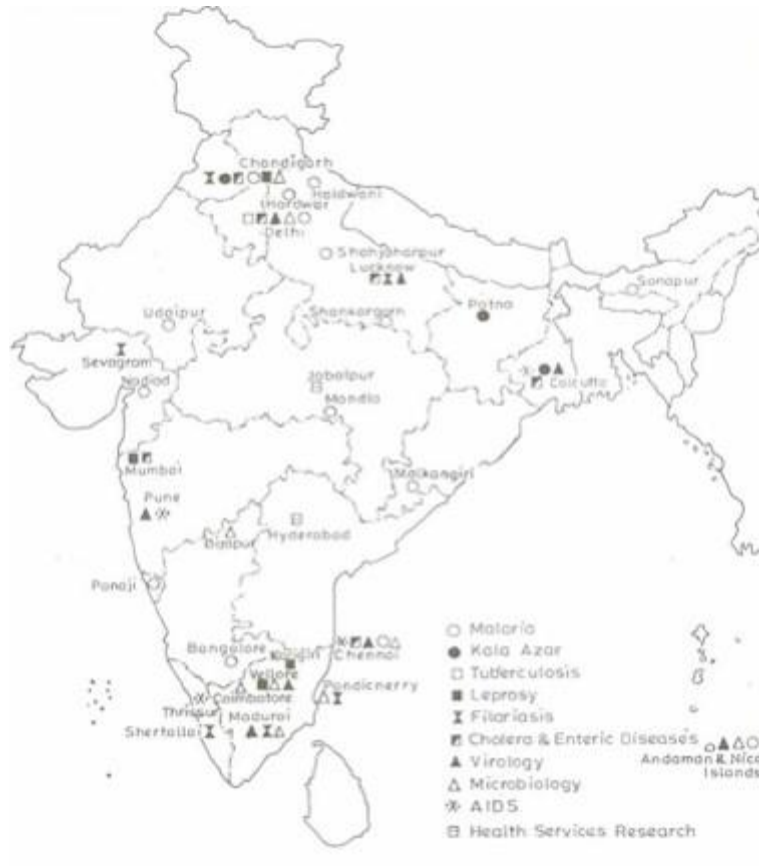 Chandigarh
Haldwani
Hardwar
Delhi
Shahjahanpur
Lucknow
Sonapur
Udaipur
Shankargarh
Patna
Sevagram
Nadiad
Jabalpur
Calcutta
Mandla
Mumbai
Malkangiri
Pune
Hyderabad
Panaji
Bangalore
Chennai
Vellore
Pondicherry
Coimbatore
Thrissur
Madurai
Shertallai
Malaria
Kala Azar
Tuberculosis
Leprosy
Filariasis
Cholera & Enteric Diseases
Virology
Microbiology
AIDS
Health Services Research
Andaman & Nico
Islands